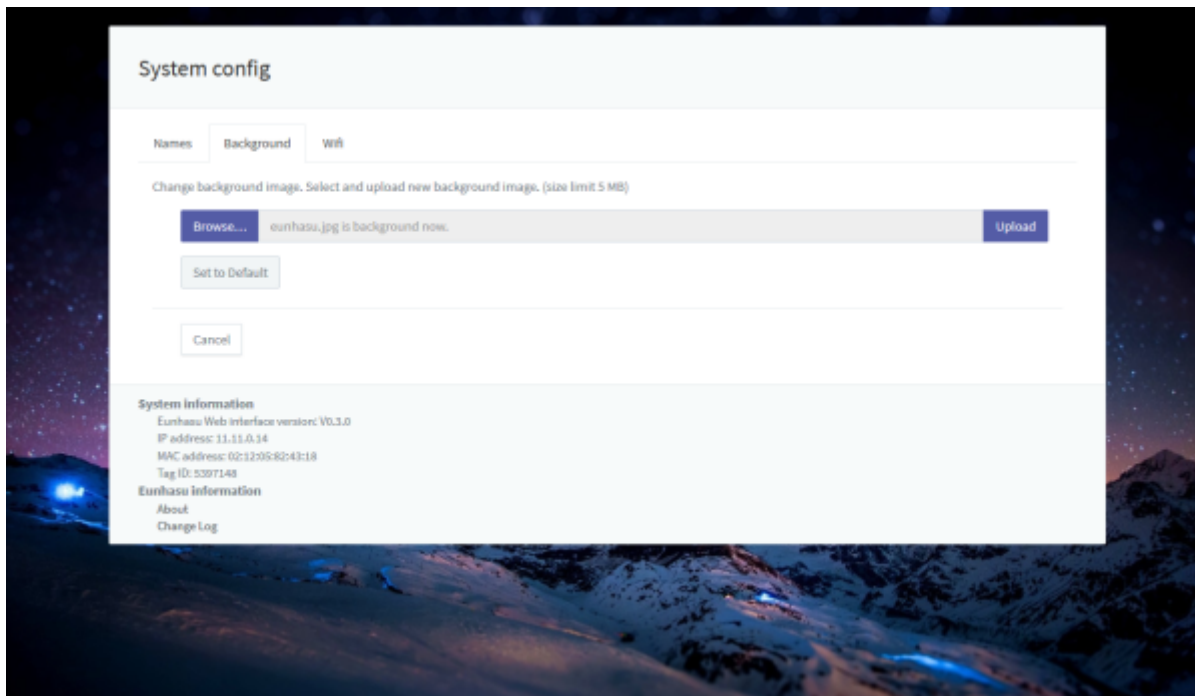 System config
Names Background Wifi
Change background image. Select and upload new background image. (size limit 5 MB)
Browse... eunhasu.jpg is background now. Upload
Set to Default
Cancel
System information
Eunhasu Web interface version: V0.3.0
IP address: 11.11.0.14
MAC address: 02:12:05:82:43:18
Tag ID: 5397148
Eunhasu information
About
Change Log